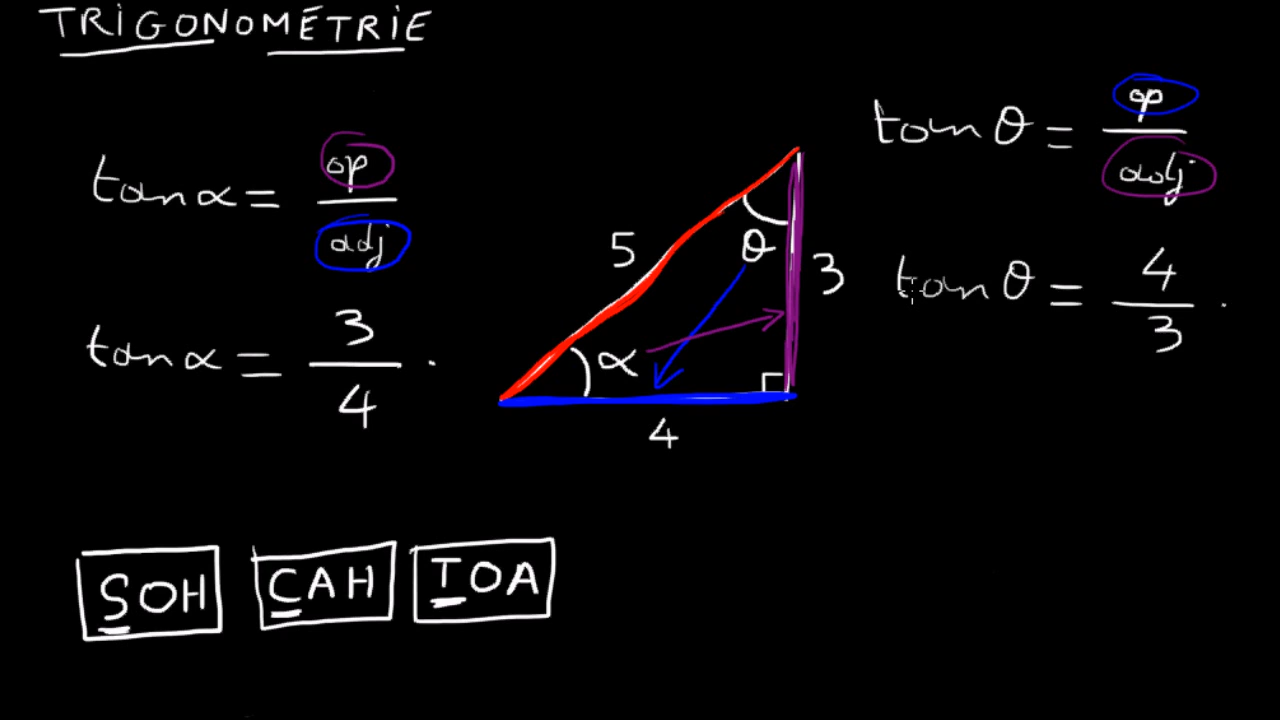 TRIGONOMÉTRIE
tan α = op/adj
tan α = 3/4 .
5
θ
3
α
4
tan θ = op/adj
tan θ = 4/3 .
SOH CAH TOA